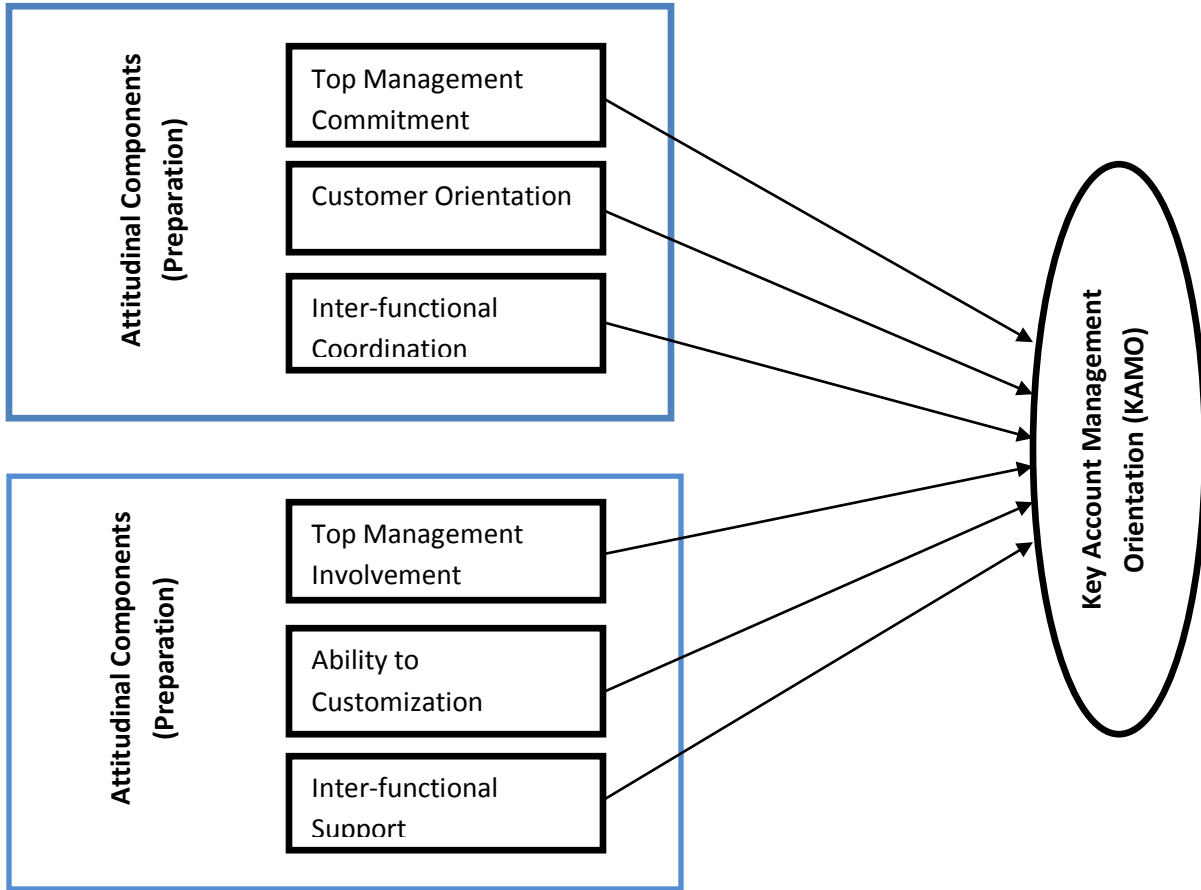 Attitudinal Components
(Preparation)
Top Management
Commitment
Customer Orientation
Inter-functional
Coordination
Attitudinal Components
(Preparation)
Top Management
Involvement
Ability to
Customization
Inter-functional
Support
Key Account Management
Orientation (KAMO)